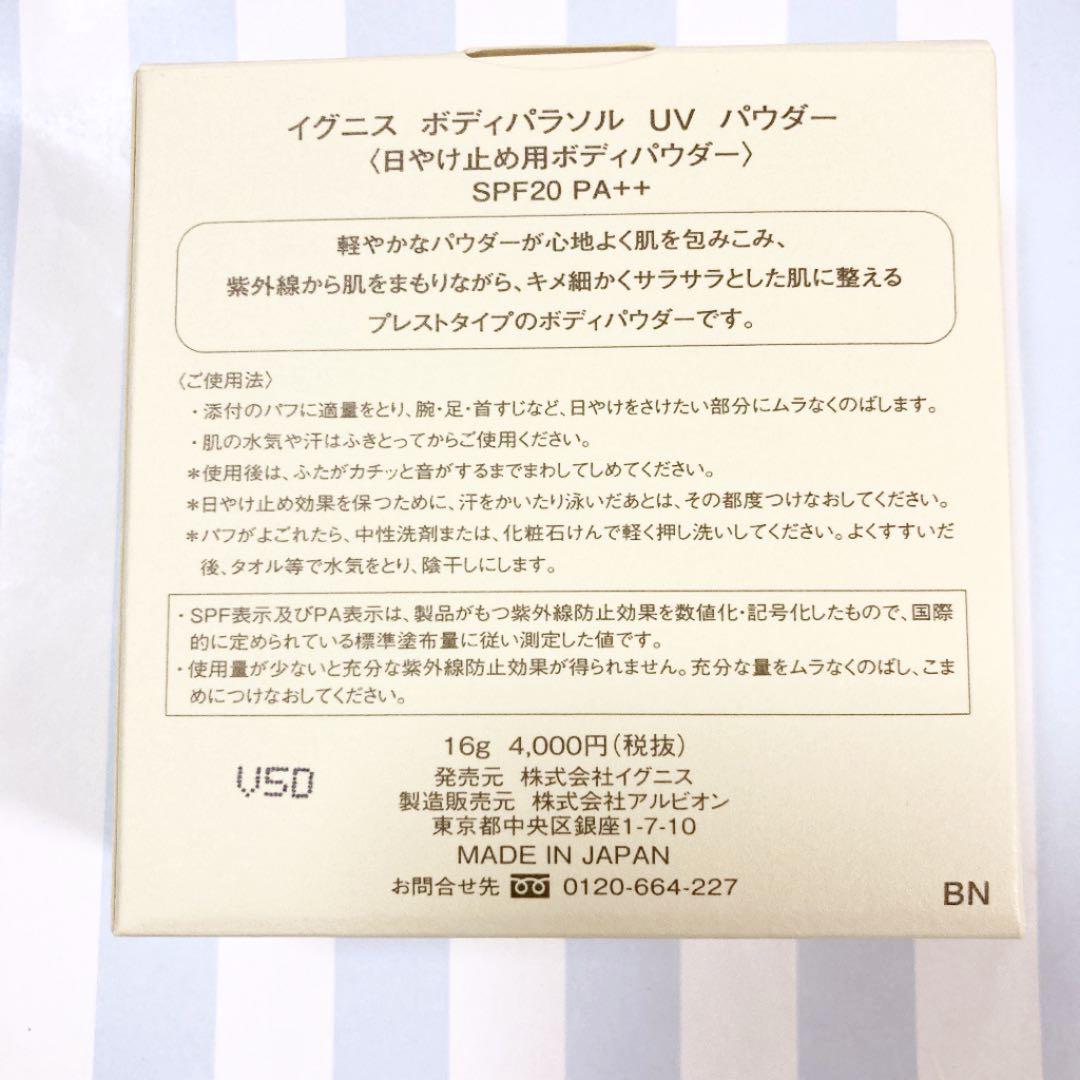 イグニス ボディパラソル UV パウダー
〈日やけ止め用ボディパウダー〉
SPF20 PA++
軽やかなパウダーが心地よく肌を包みこみ、
紫外線から肌をまもりながら、キメ細かくサラサラとした肌に整える
プレストタイプのボディパウダーです。
〈ご使用法〉
・添付のパフに適量をとり、腕・足・首すじなど、日やけをさけたい部分にムラなくのばします。
・肌の水気や汗はふきとってからご使用ください。
＊使用後は、ふたがカチッと音がするまでまわしてしめてください。
＊日やけ止め効果を保つために、汗をかいたり泳いだあとは、その都度つけなおしてください。
＊パフがよごれたら、中性洗剤または、化粧石けんで軽く押し洗いしてください。よくすすいだ
後、タオル等で水気をとり、陰干しにします。
・SPF表示及びPA表示は、製品がもつ紫外線防止効果を数値化・記号化したもので、国際
的に定められている標準塗布量に従い測定した値です。
・使用量が少ないと充分な紫外線防止効果が得られません。充分な量をムラなくのばし、こま
めにつけなおしてください。
16g 4,000円(税抜)
VSD
発売元 株式会社イグニス
製造販売元 株式会社アルビオン
東京都中央区銀座1-7-10
MADE IN JAPAN
お問合せ先 0120-664-227
BN